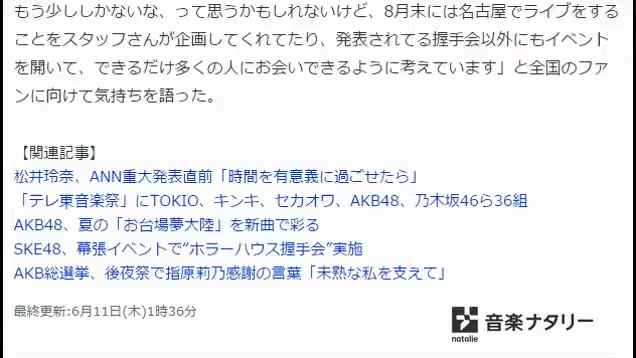 もう少ししかないな、って思うかもしれないけど、8月末には名古屋でライブをする
ことをスタッフさんが企画してくれてたり、発表されてる握手会以外にもイベント
を開いて、できるだけ多くの人にお会いできるように考えています」と全国のファ
ンに向けて気持ちを語った。
【関連記事】
松井玲奈、ANN重大発表直前「時間を有意義に過ごせたら」
「テレ東音楽祭」にTOKIO、キンキ、セカオワ、AKB48、乃木坂46ら36組
AKB48、夏の「お台場夢大陸」を新曲で彩る
SKE48、幕張イベントで“ホラーハウス握手会”実施
AKB総選挙、後夜祭で指原莉乃感謝の言葉「未熟な私を支えて」
最終更新:6月11日(木)1時36分
natalie 音楽ナタリー